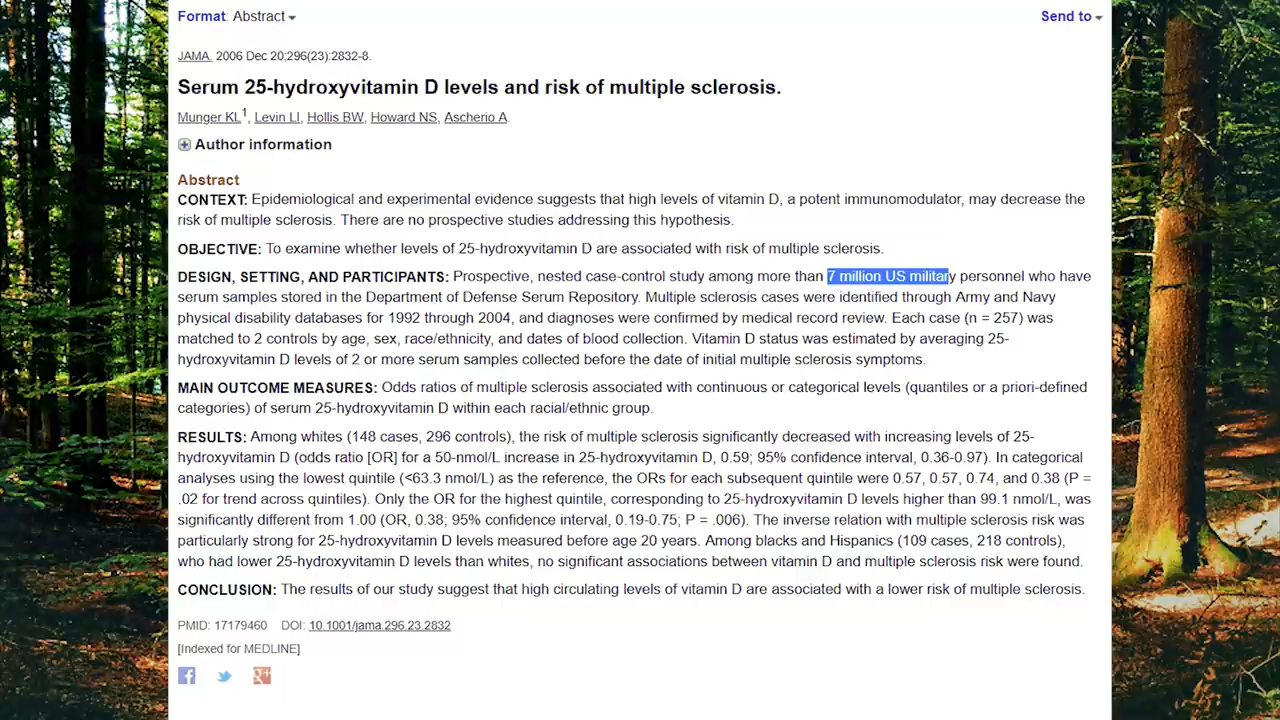 Format: Abstract
Send to
JAMA. 2006 Dec 20;296(23):2832-8.
Serum 25-hydroxyvitamin D levels and risk of multiple sclerosis.
Munger KL1, Levin LI, Hollis BW, Howard NS, Ascherio A.
Author information
Abstract
CONTEXT: Epidemiological and experimental evidence suggests that high levels of vitamin D, a potent immunomodulator, may decrease the
risk of multiple sclerosis. There are no prospective studies addressing this hypothesis.
OBJECTIVE: To examine whether levels of 25-hydroxyvitamin D are associated with risk of multiple sclerosis.
DESIGN, SETTING, AND PARTICIPANTS: Prospective, nested case-control study among more than 7 million US military personnel who have
serum samples stored in the Department of Defense Serum Repository. Multiple sclerosis cases were identified through Army and Navy
physical disability databases for 1992 through 2004, and diagnoses were confirmed by medical record review. Each case (n = 257) was
matched to 2 controls by age, sex, race/ethnicity, and dates of blood collection. Vitamin D status was estimated by averaging 25-
hydroxyvitamin D levels of 2 or more serum samples collected before the date of initial multiple sclerosis symptoms.
MAIN OUTCOME MEASURES: Odds ratios of multiple sclerosis associated with continuous or categorical levels (quantiles or a priori-defined
categories) of serum 25-hydroxyvitamin D within each racial/ethnic group.
RESULTS: Among whites (148 cases, 296 controls), the risk of multiple sclerosis significantly decreased with increasing levels of 25-
hydroxyvitamin D (odds ratio [OR] for a 50-nmol/L increase in 25-hydroxyvitamin D, 0.59; 95% confidence interval, 0.36-0.97). In categorical
analyses using the lowest quintile (<63.3 nmol/L) as the reference, the ORs for each subsequent quintile were 0.57, 0.57, 0.74, and 0.38 (P =
.02 for trend across quintiles). Only the OR for the highest quintile, corresponding to 25-hydroxyvitamin D levels higher than 99.1 nmol/L, was
significantly different from 1.00 (OR, 0.38; 95% confidence interval, 0.19-0.75; P = .006). The inverse relation with multiple sclerosis risk was
particularly strong for 25-hydroxyvitamin D levels measured before age 20 years. Among blacks and Hispanics (109 cases, 218 controls),
who had lower 25-hydroxyvitamin D levels than whites, no significant associations between vitamin D and multiple sclerosis risk were found.
CONCLUSION: The results of our study suggest that high circulating levels of vitamin D are associated with a lower risk of multiple sclerosis.
PMID: 17179460 DOI: 10.1001/jama.296.23.2832
[Indexed for MEDLINE]